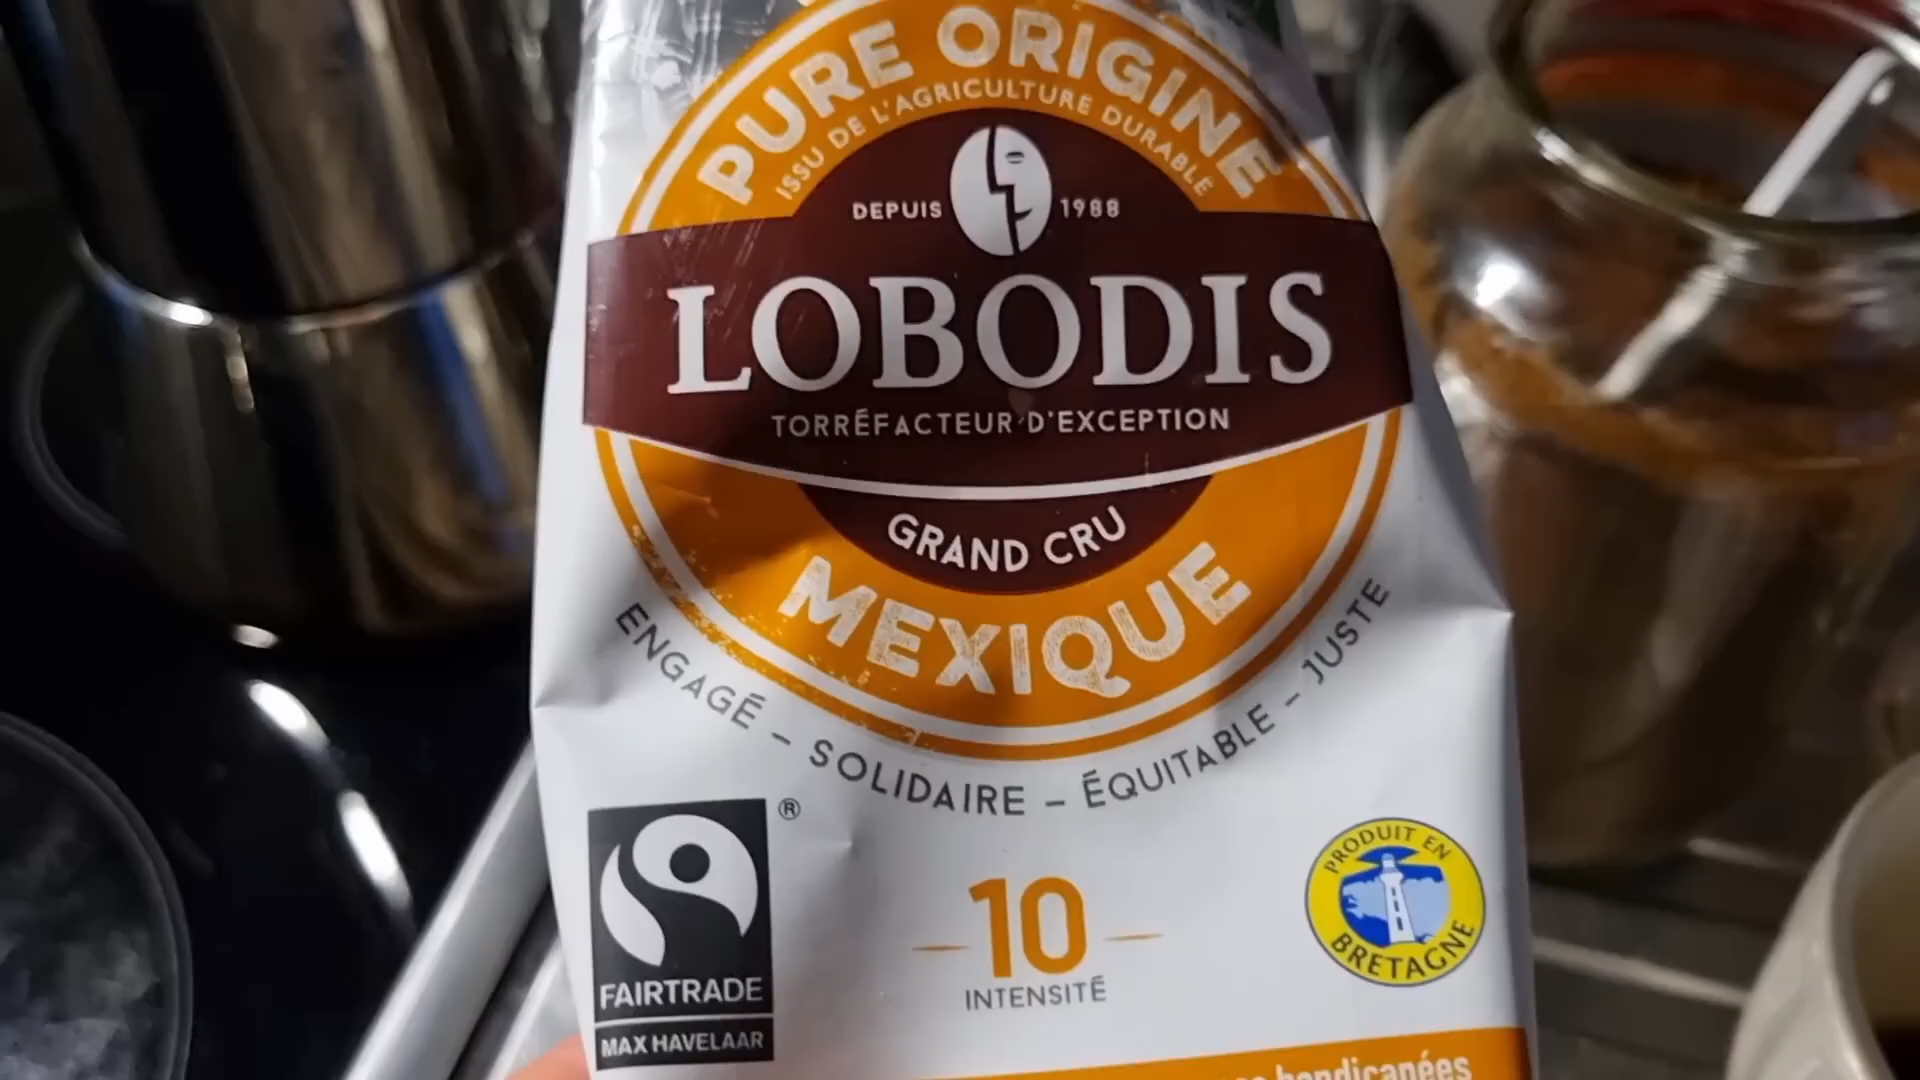 PURE ORIGINE
ISSU DE L'AGRICULTURE DURABLE
DEPUIS 1988
LOBODIS
TORRÉFACTEUR D'EXCEPTION
GRAND CRU
MEXIQUE
ENGAGÉ – SOLIDAIRE – ÉQUITABLE – JUSTE
®
FAIRTRADE
MAX HAVELAAR
10
INTENSITÉ
PRODUIT EN
BRETAGNE
handicapées